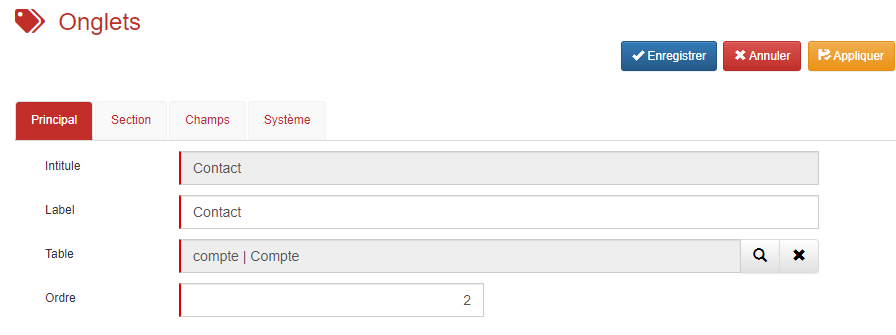 Onglets
Enregistrer Annuler Appliquer
Principal Section Champs Système
Intitule Contact
Label Contact
Table compte | Compte
Ordre 2